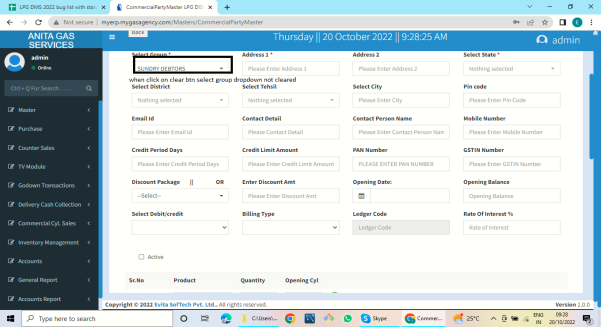 LPG DMS 2022 bug list with stan
CommercialPartyMaster LPG DIS
Not secure | myerp.mygasagency.com/Masters/CommercialPartyMaster
ANITA GAS
SERVICES
Back
Thursday || 20 October 2022 || 9:28:25 AM
admin
admin
Online
Ctrl + Q For Search.......
Master
Purchase
Counter Sales
TV Module
Godown Transactions
Delivery Cash Collection
Commercial Cyl. Sales
Inventory Management
Accounts
General Report
Accounts Report
Select Group * Address 1 * Address 2 Select State *
SUNDRY DEBTORS Please Enter Address 1 Please Enter Address 2 Nothing selected
when click on clear btn select group dropdown not cleared
Select District Select Tehsil Select City Pin code
Nothing selected Nothing selected Please Enter City Please Enter Pin Code
Email Id Contact Detail Contact Person Name Mobile Number
Please Enter Email Id Please Contact Detail Please Enter Contact Person Nam Please Enter Mobile Number
Credit Period Days Credit Limit Amount PAN Number GSTIN Number
Please Enter Credit Period Days Please Enter Credit Limit Amount PLEASE ENTER PAN NUMBER Please Enter GSTIN Number
Discount Package || OR Enter Discount Amt Opening Date: Opening Balance
--Select-- Please Enter Discount Amt Opening Balance
Select Debit/credit Billing Type Ledger Code Rate Of Interest %
Ledger Code Rate of Interest
Active
Sr.No Product Quantity Opening Cyl
Copyright © 2022 Evita SofTech Pvt. Ltd.. All rights reserved. Version 1.0.0
Type here to search
C:\Users\...
Skype
Commer...
25°C
ENG
IN
09:28
20/10/2022